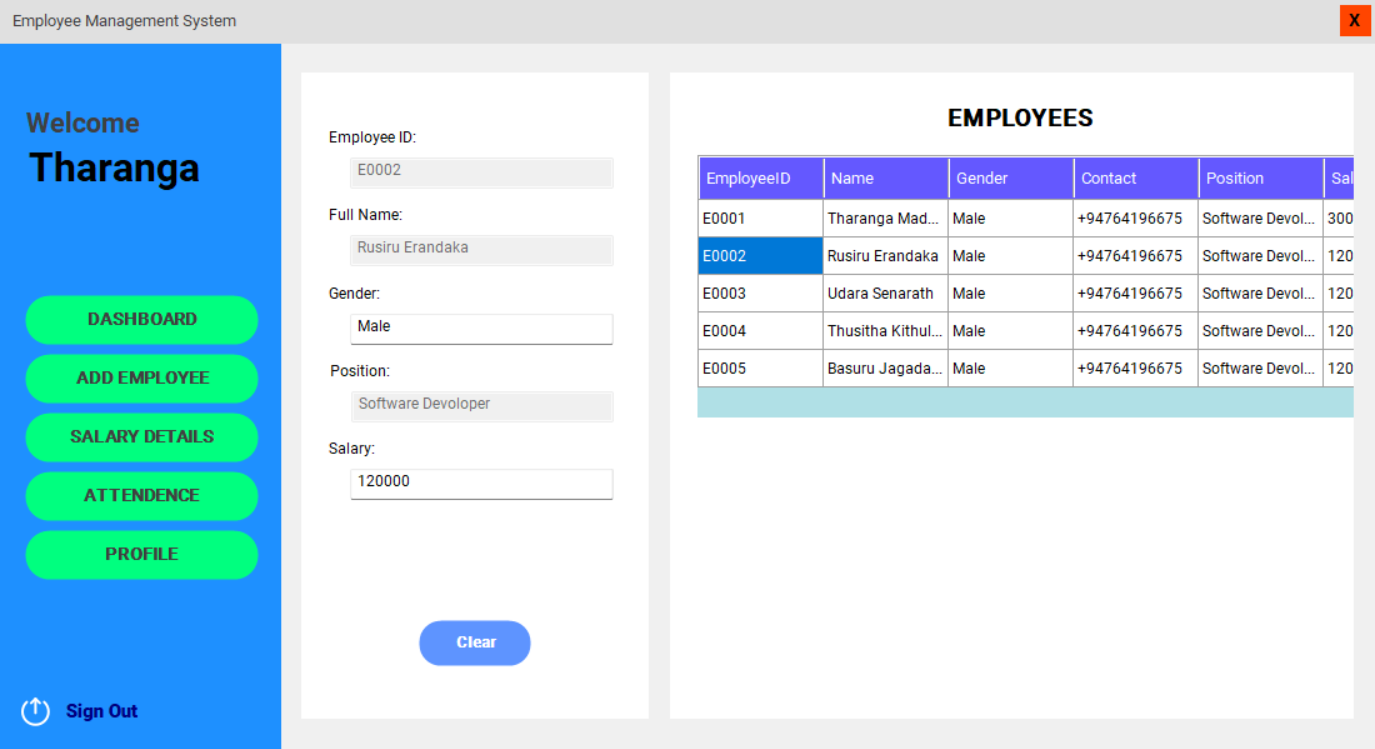 Employee Management System
X
Welcome
Tharanga
DASHBOARD
ADD EMPLOYEE
SALARY DETAILS
ATTENDENCE
PROFILE
Sign Out
Employee ID:
E0002
Full Name:
Rusiru Erandaka
Gender:
Male
Position:
Software Devoloper
Salary:
120000
Clear
EMPLOYEES
EmployeeID Name Gender Contact Position Sal
E0001 Tharanga Mad... Male +94764196675 Software Devol... 300
E0002 Rusiru Erandaka Male +94764196675 Software Devol... 120
E0003 Udara Senarath Male +94764196675 Software Devol... 120
E0004 Thusitha Kithul... Male +94764196675 Software Devol... 120
E0005 Basuru Jagada... Male +94764196675 Software Devol... 120